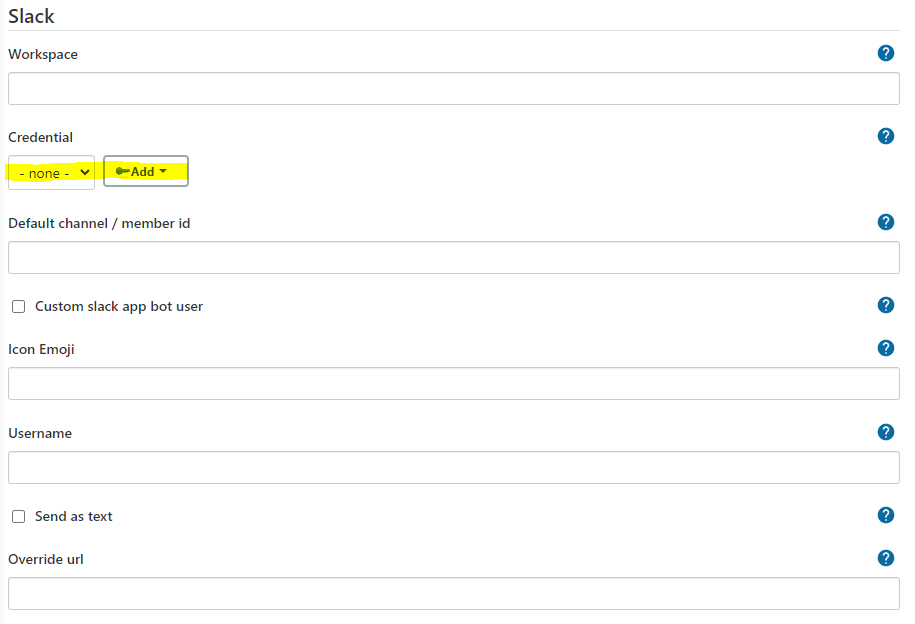 Slack
Workspace
?
Credential
?
- none -
Add
Default channel / member id
?
Custom slack app bot user
?
Icon Emoji
?
Username
?
Send as text
?
Override url
?